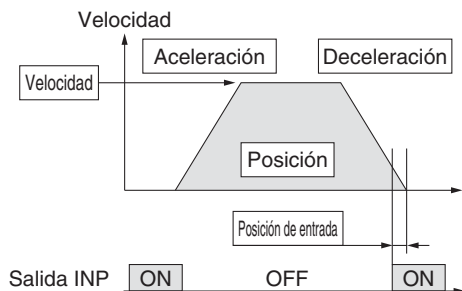 Velocidad
Aceleración
Deceleración
Velocidad
Posición
Posición de entrada
Salida INP ON OFF ON